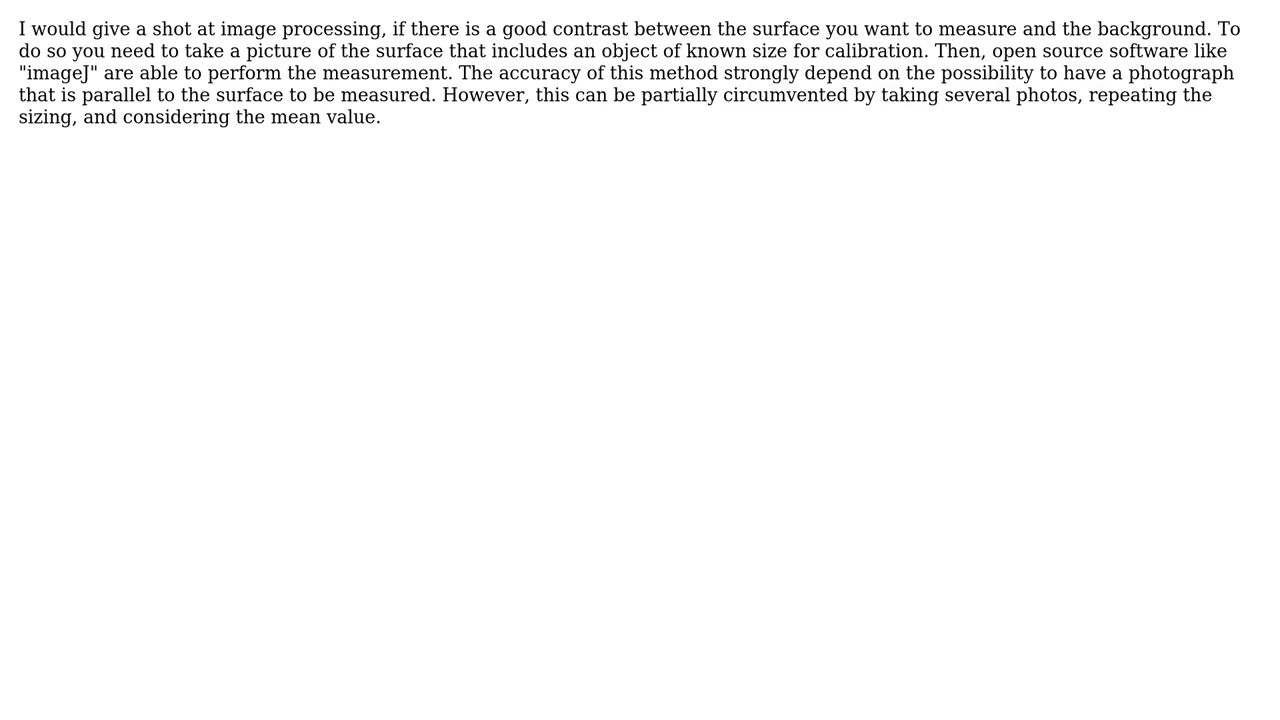 I would give a shot at image processing, if there is a good contrast between the surface you want to measure and the background. To
do so you need to take a picture of the surface that includes an object of known size for calibration. Then, open source software like
"imageJ" are able to perform the measurement. The accuracy of this method strongly depend on the possibility to have a photograph
that is parallel to the surface to be measured. However, this can be partially circumvented by taking several photos, repeating the
sizing, and considering the mean value.